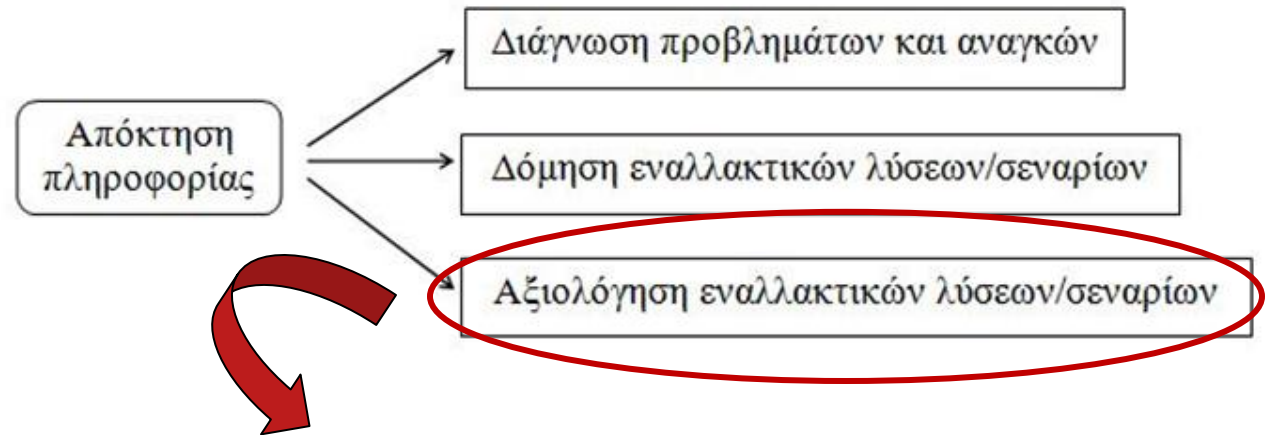 Διάγνωση προβλημάτων και αναγκών
Απόκτηση
πληροφορίας
Δόμηση εναλλακτικών λύσεων/σεναρίων
Αξιολόγηση εναλλακτικών λύσεων/σεναρίων